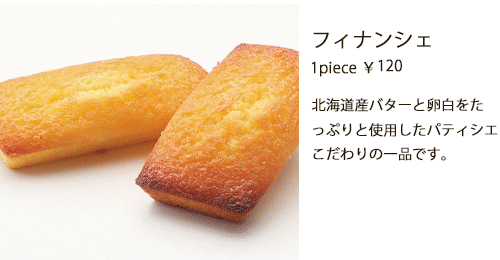 フィナンシェ
1piece ￥120
北海道産バターと卵白をた
っぷりと使用したパティシエ
こだわりの一品です。